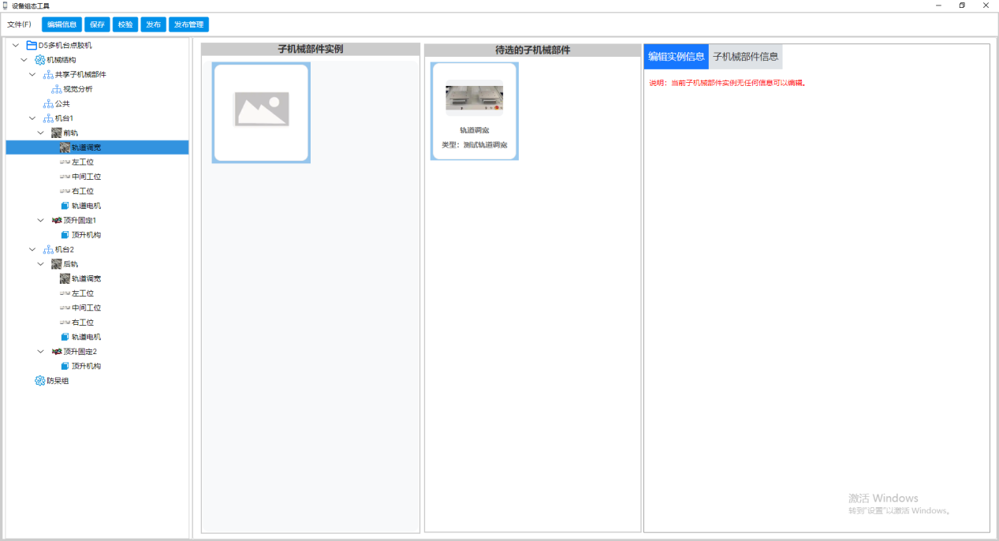 设备组态工具
文件(F) 编辑信息 保存 校验 发布 发布管理
D5多机台点胶机
机械结构
共享子机械部件
视觉分析
公共
机台1
前轨
轨道调宽
左工位
中间工位
右工位
轨道电机
顶升固定1
顶升机构
机台2
后轨
轨道调宽
左工位
中间工位
右工位
轨道电机
顶升固定2
顶升机构
防呆组
子机械部件实例
待选的子机械部件
轨道调宽
类型：测试轨道调宽
编辑实例信息 子机械部件信息
说明：当前子机械部件实例无任何信息可以编辑。
激活 Windows
转到"设置"以激活 Windows。